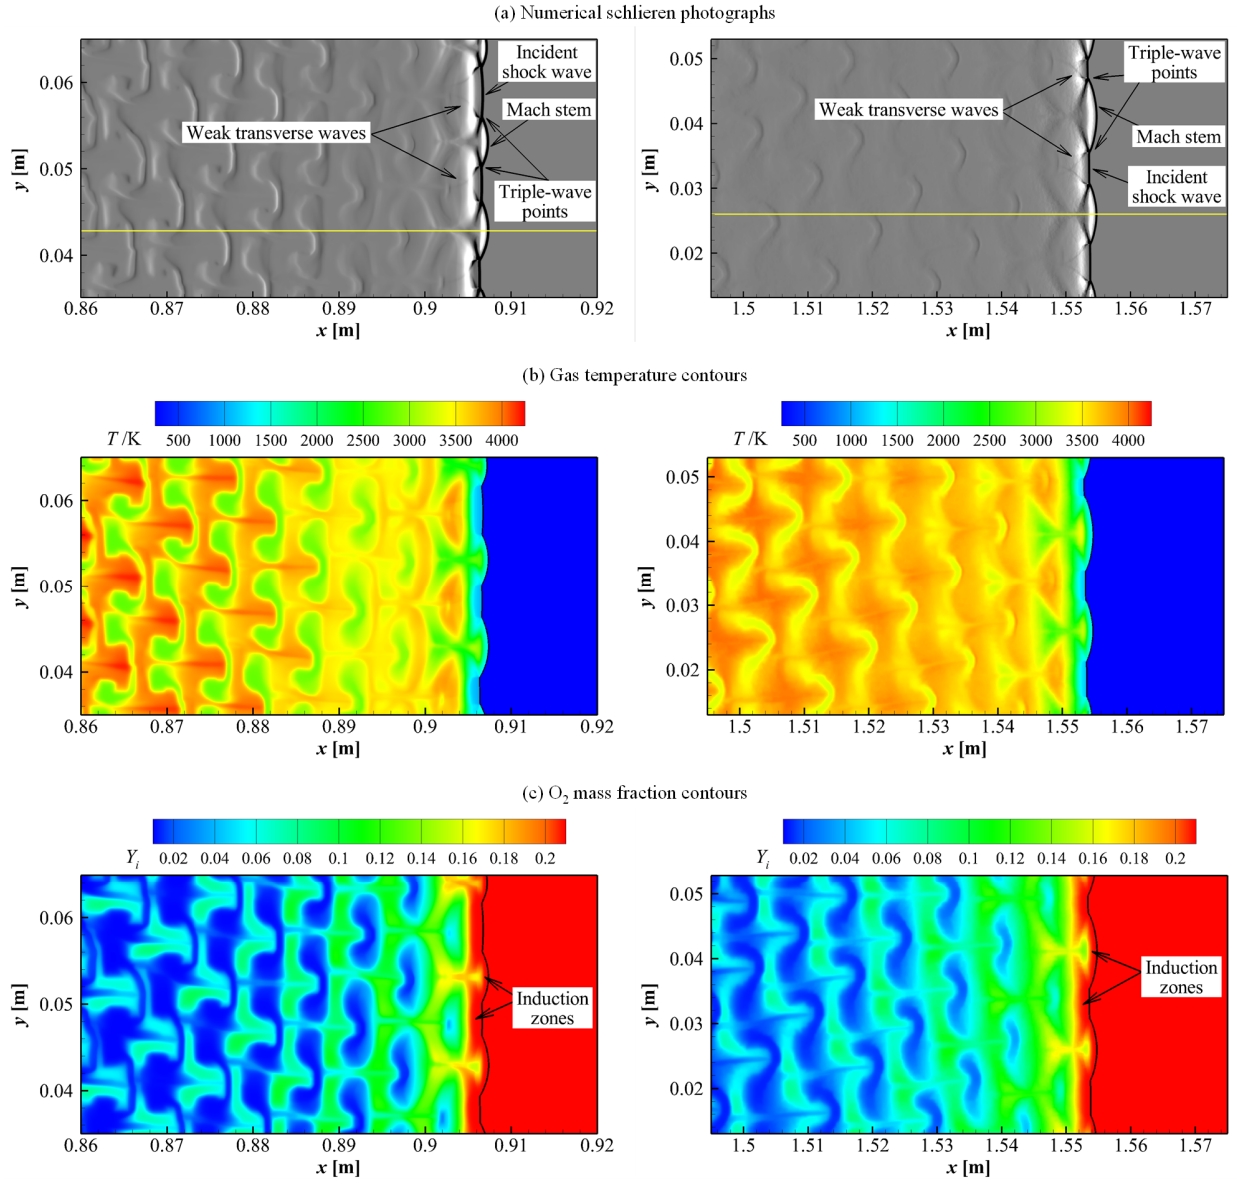 (a) Numerical schlieren photographs
Incident
shock wave
Mach stem
Weak transverse waves
Triple-wave
points
0.06
0.05
0.04
y [m]
0.86 0.87 0.88 0.89 0.9 0.91 0.92
x [m]
Triple-wave
points
Weak transverse waves
Mach stem
Incident
shock wave
0.05
0.04
0.03
0.02
y [m]
1.5 1.51 1.52 1.53 1.54 1.55 1.56 1.57
x [m]
(b) Gas temperature contours
T /K 500 1000 1500 2000 2500 3000 3500 4000
0.06
0.05
0.04
y [m]
0.86 0.87 0.88 0.89 0.9 0.91 0.92
x [m]
T /K 500 1000 1500 2000 2500 3000 3500 4000
0.05
0.04
0.03
0.02
y [m]
1.5 1.51 1.52 1.53 1.54 1.55 1.56 1.57
x [m]
(c) O₂ mass fraction contours
Yᵢ 0.02 0.04 0.06 0.08 0.1 0.12 0.14 0.16 0.18 0.2
0.06
0.05
0.04
y [m]
Induction
zones
0.86 0.87 0.88 0.89 0.9 0.91 0.92
x [m]
Yᵢ 0.02 0.04 0.06 0.08 0.1 0.12 0.14 0.16 0.18 0.2
0.05
0.04
0.03
0.02
y [m]
Induction
zones
1.5 1.51 1.52 1.53 1.54 1.55 1.56 1.57
x [m]